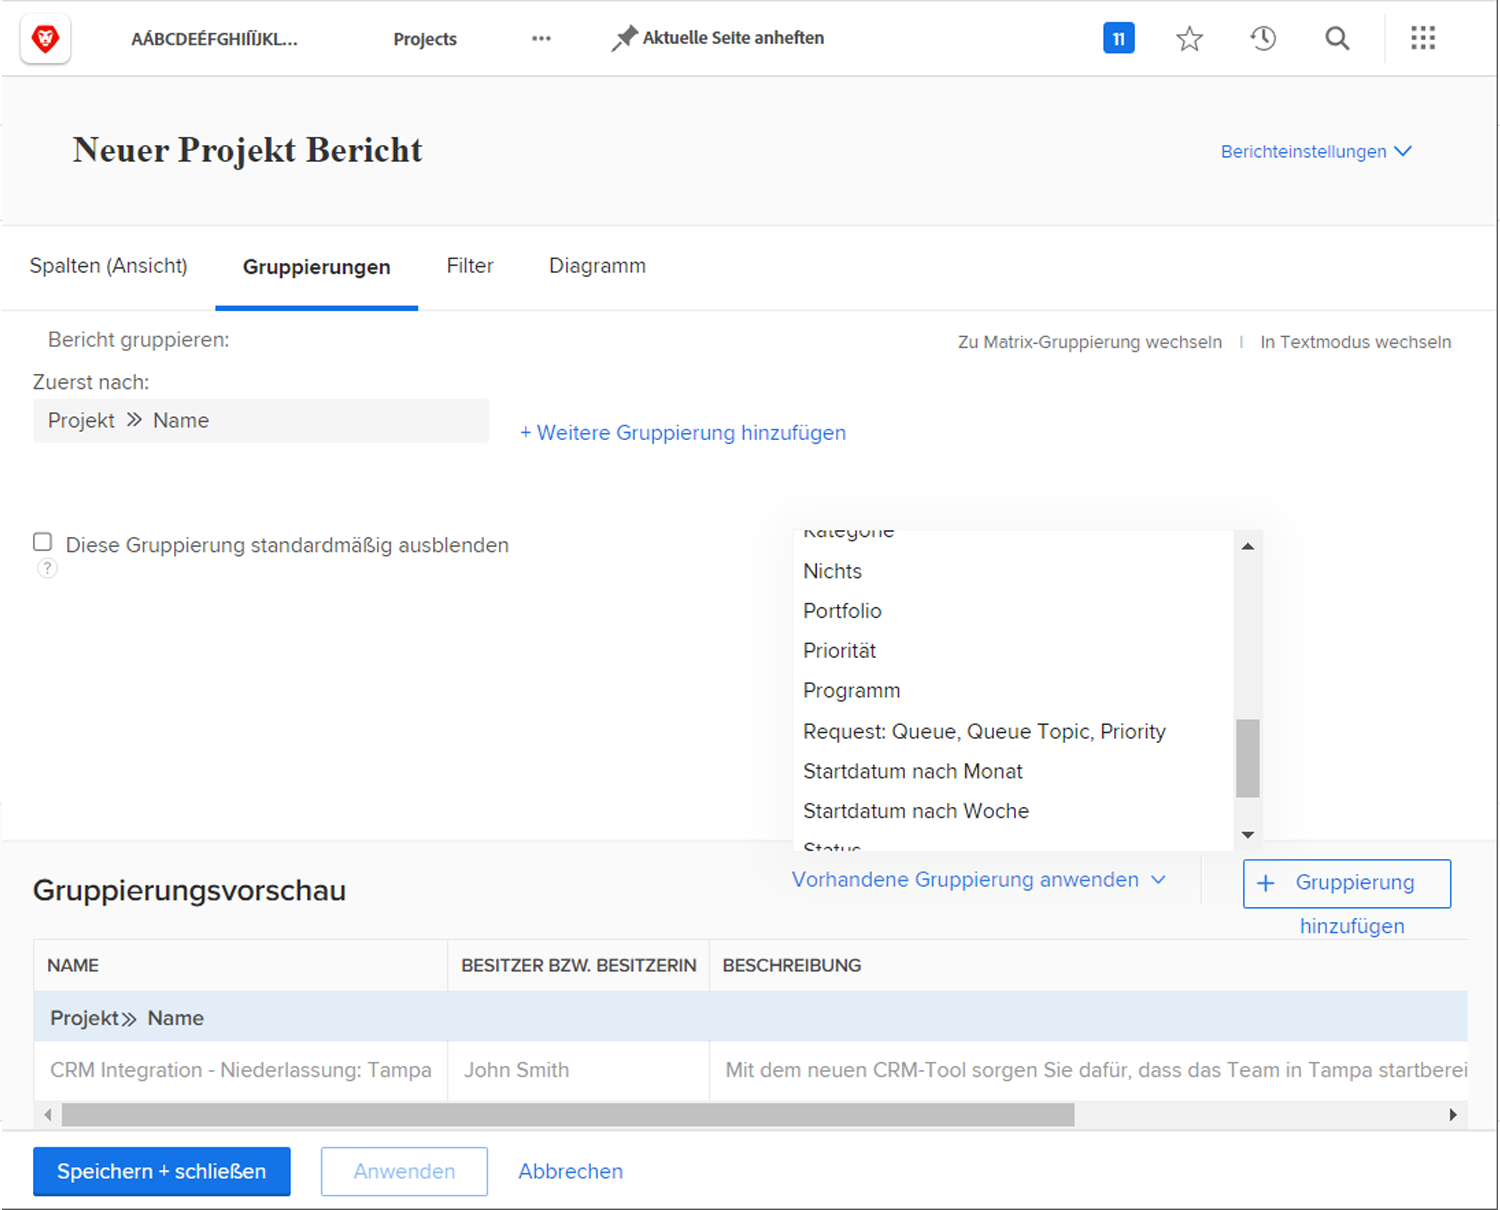 AÁBCDEÉFGHIÍÏJKL... Projects ••• Aktuelle Seite anheften 11
Neuer Projekt Bericht
Berichteinstellungen
Spalten (Ansicht) Gruppierungen Filter Diagramm
Bericht gruppieren:
Zu Matrix-Gruppierung wechseln | In Textmodus wechseln
Zuerst nach:
Projekt » Name
+ Weitere Gruppierung hinzufügen
Diese Gruppierung standardmäßig ausblenden
?
Kategorie
Nichts
Portfolio
Priorität
Programm
Request: Queue, Queue Topic, Priority
Startdatum nach Monat
Startdatum nach Woche
Status
Gruppierungsvorschau
Vorhandene Gruppierung anwenden
+ Gruppierung
hinzufügen
NAME BESITZER BZW. BESITZERIN BESCHREIBUNG
Projekt» Name
CRM Integration - Niederlassung: Tampa John Smith Mit dem neuen CRM-Tool sorgen Sie dafür, dass das Team in Tampa startberei
Speichern + schließen Anwenden Abbrechen